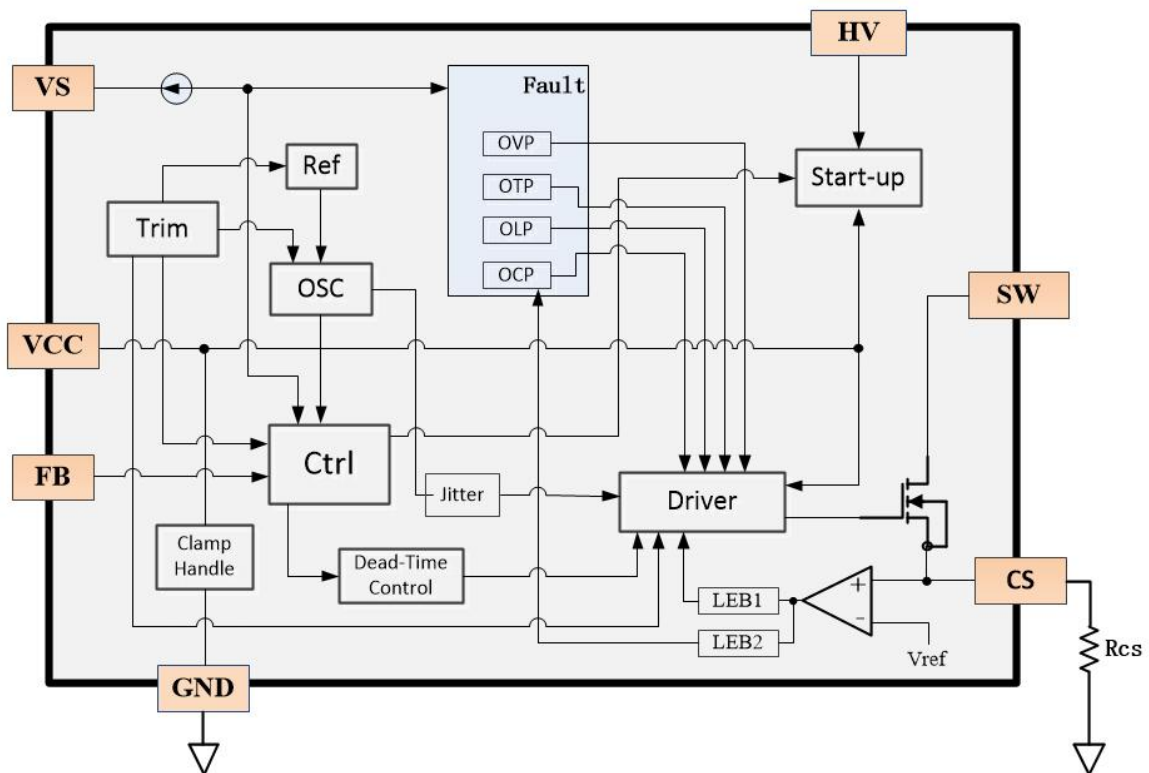 HV
VS
Fault
OVP
Ref
OTP
Start-up
Trim
OLP
OSC
OCP
SW
VCC
Ctrl
FB
Jitter
Driver
Clamp
Handle
Dead-Time
Control
CS
+
LEB1
-
LEB2
Vref
Rcs
GND